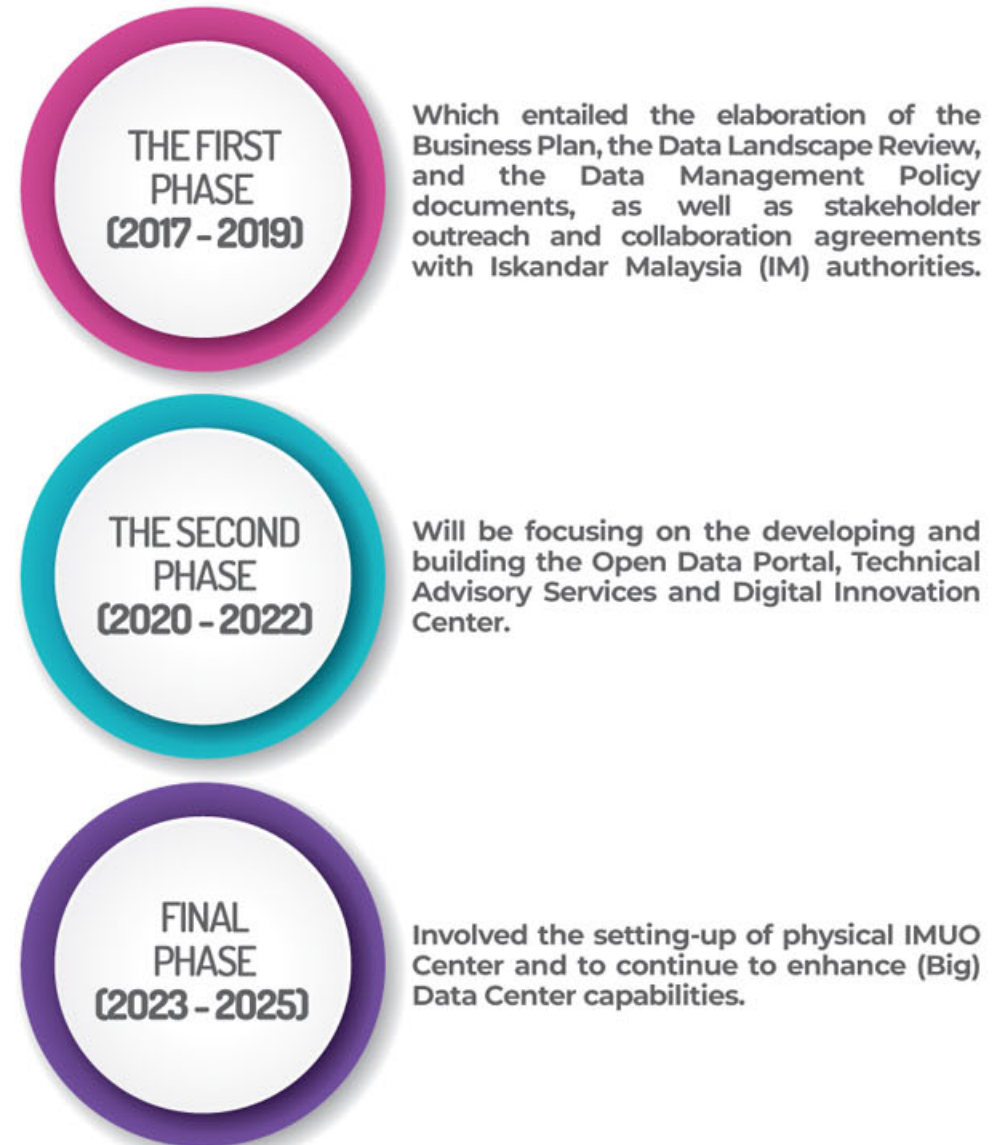 THE FIRST
PHASE
(2017 - 2019)
Which entailed the elaboration of the
Business Plan, the Data Landscape Review,
and the Data Management Policy
documents, as well as stakeholder
outreach and collaboration agreements
with Iskandar Malaysia (IM) authorities.
THE SECOND
PHASE
(2020 - 2022)
Will be focusing on the developing and
building the Open Data Portal, Technical
Advisory Services and Digital Innovation
Center.
FINAL
PHASE
(2023 - 2025)
Involved the setting-up of physical IMUO
Center and to continue to enhance (Big)
Data Center capabilities.